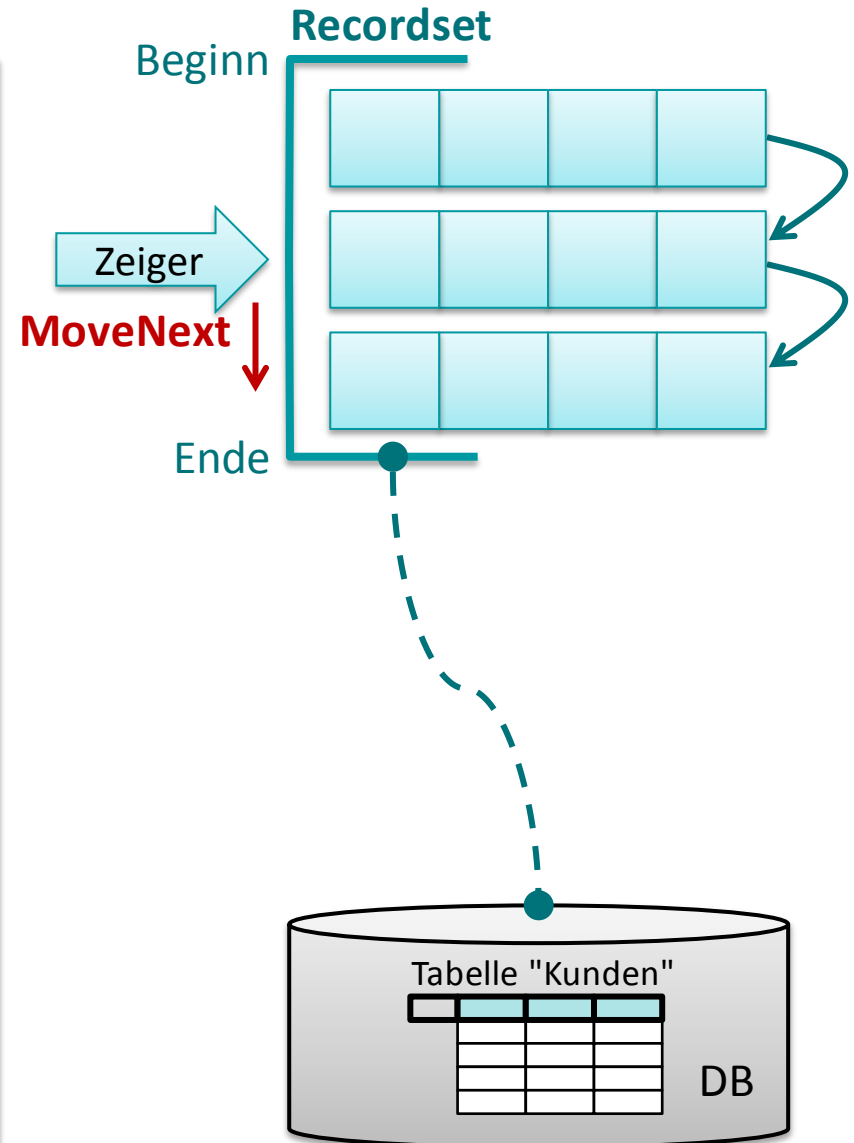 Recordset
Beginn
Zeiger
MoveNext
Ende
Tabelle "Kunden"
DB